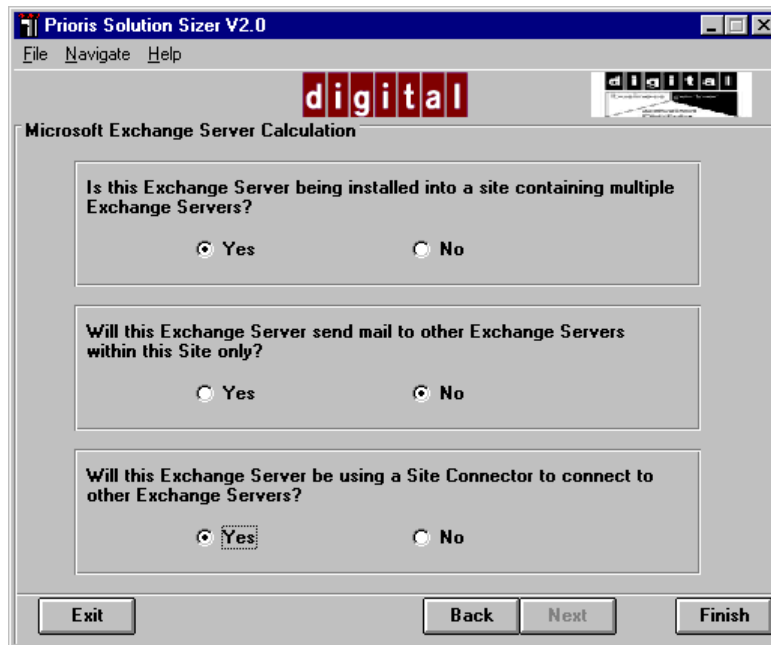 Prioris Solution Sizer V2.0
File Navigate Help
digital
digital
Microsoft Exchange Server Calculation
Is this Exchange Server being installed into a site containing multiple
Exchange Servers?
Yes No
Will this Exchange Server send mail to other Exchange Servers
within this Site only?
Yes No
Will this Exchange Server be using a Site Connector to connect to
other Exchange Servers?
Yes No
Exit Back Next Finish